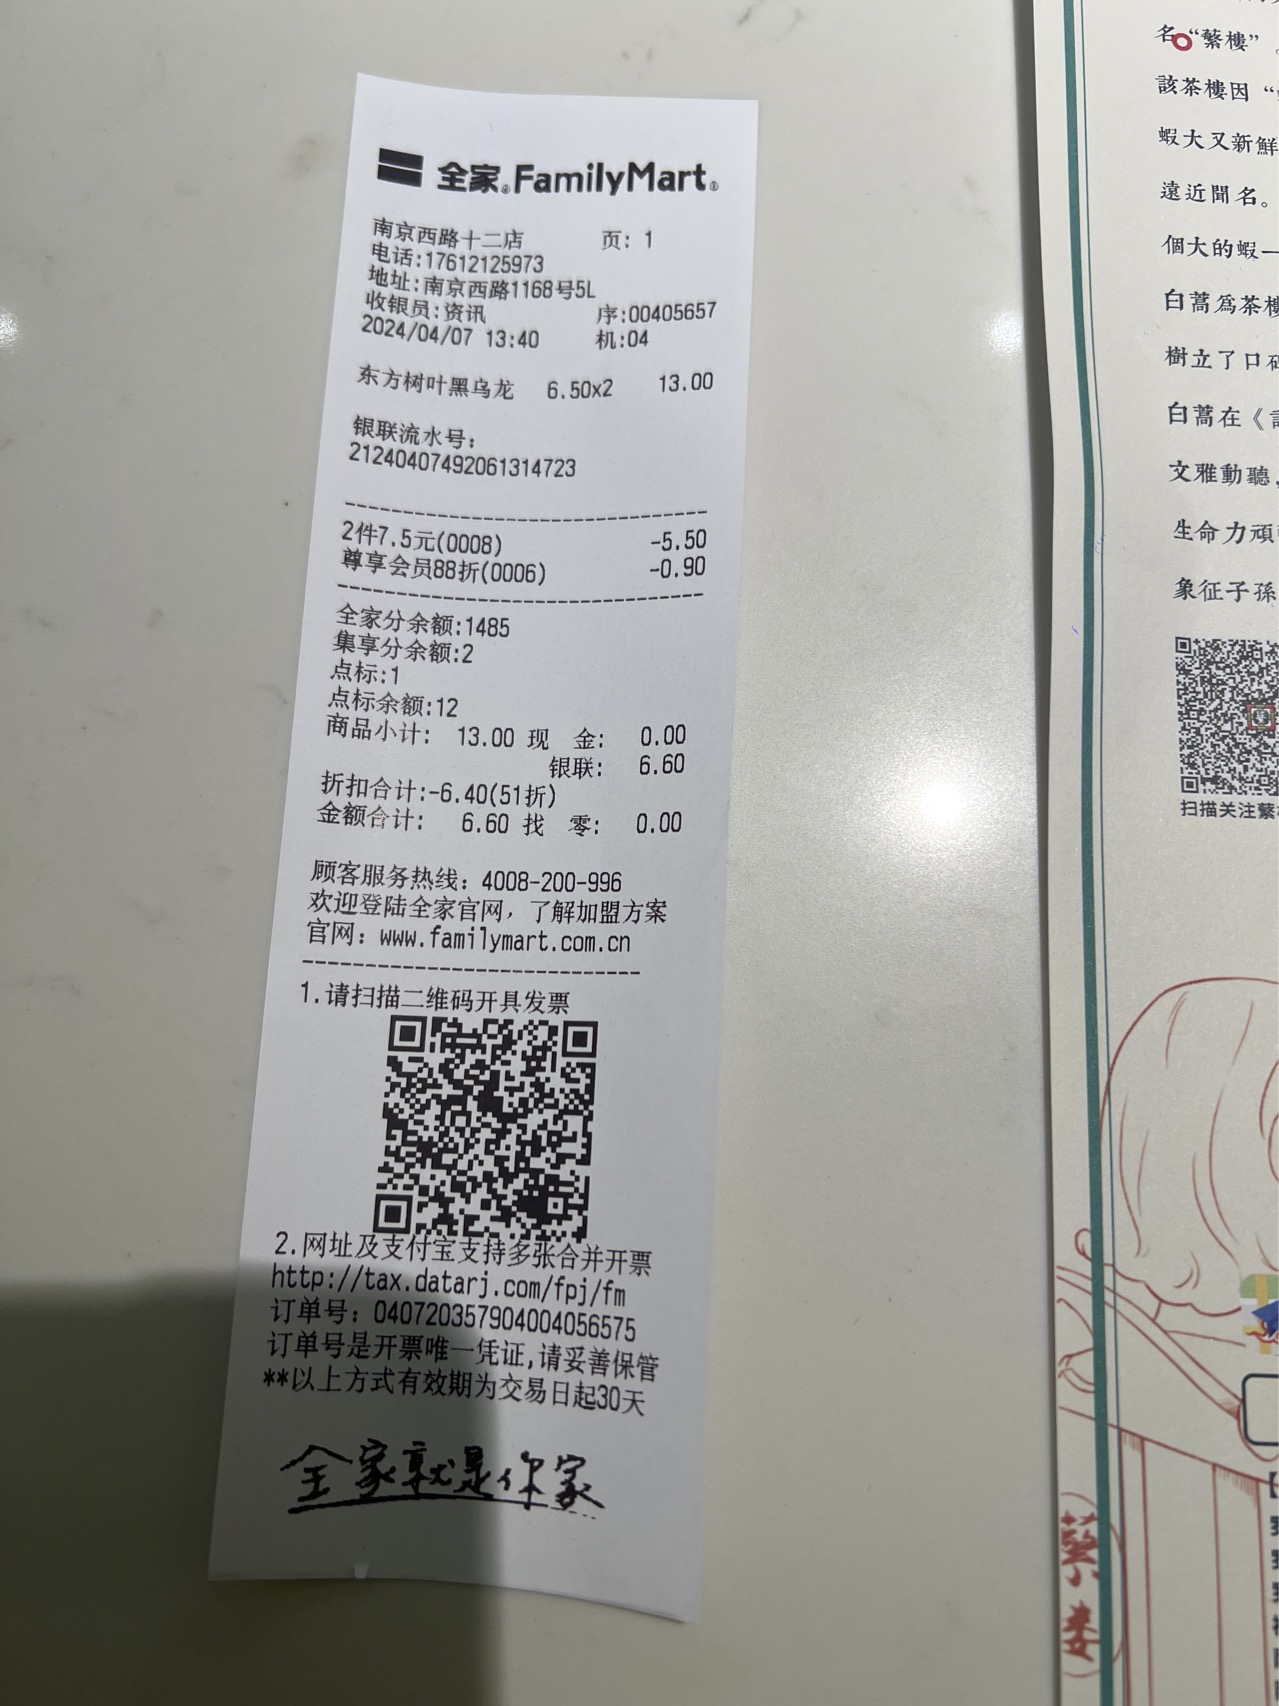 全家 FamilyMart
南京西路十二店 页: 1
电话:17612125973
地址:南京西路1168号5L
收银员:资讯 序:00405657
2024/04/07 13:40 机:04
东方树叶黑乌龙 6.50x2 13.00
银联流水号:
21240407492061314723
--------------------------------
2件7.5元(0008) -5.50
尊享会员88折(0006) -0.90
--------------------------------
全家分余额:1485
集享分余额:2
点标:1
点标余额:12
商品小计: 13.00 现 金: 0.00
银联: 6.60
折扣合计:-6.40(51折)
金额合计: 6.60 找 零: 0.00
顾客服务热线: 4008-200-996
欢迎登陆全家官网, 了解加盟方案
官网: www.familymart.com.cn
--------------------------------
1.请扫描二维码开具发票
2.网址及支付宝支持多张合并开票
http://tax.datarj.com/fpj/fm
订单号: 0407203579040040565​75
订单号是开票唯一凭证,请妥善保管
**以上方式有效期为交易日起30天
全家就是你家
名“蘩樓”。
該茶樓因“
蝦大又新鮮
遠近聞名。
個大的蝦一
白蒿爲茶樓
樹立了口碑
白蒿在《
文雅動聽,
生命力頑
象征子孫
扫描关注蘩
蘩
娄